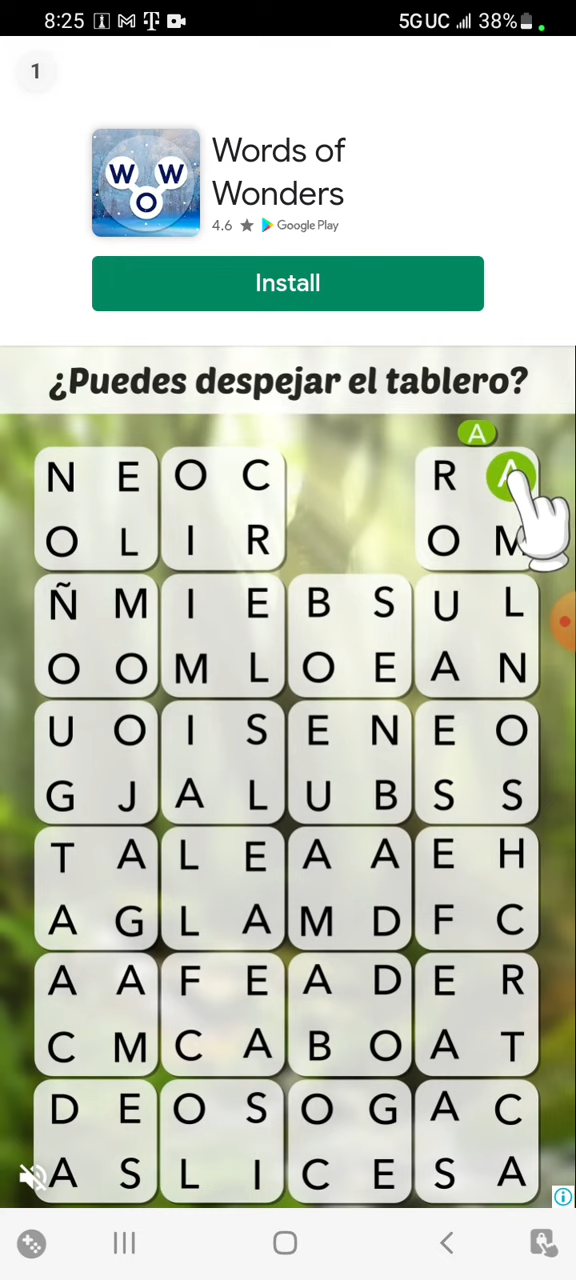 8:25
5G UC 38%
1
Words of
Wonders
4.6 ★ Google Play
W W
O
Install
¿Puedes despejar el tablero?
A
N E O C R A
O L I R O M
Ñ M I E B S U L
O O M L O E A N
U O I S E N E O
G J A L U B S S
T A L E A A E H
A G L A M D F C
A A F E A D E R
C M C A B O A T
D E O S O G A C
A S L I C E S A